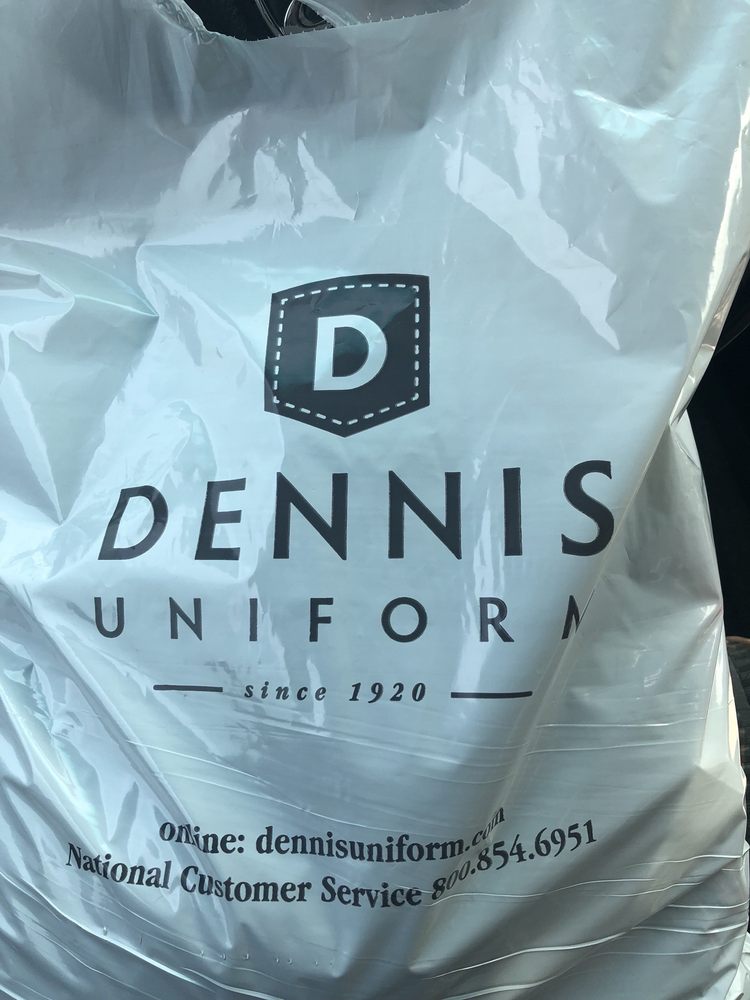 D
DENNIS
UNIFORM
since 1920
online: dennisuniform.com
National Customer Service 800.854.6951